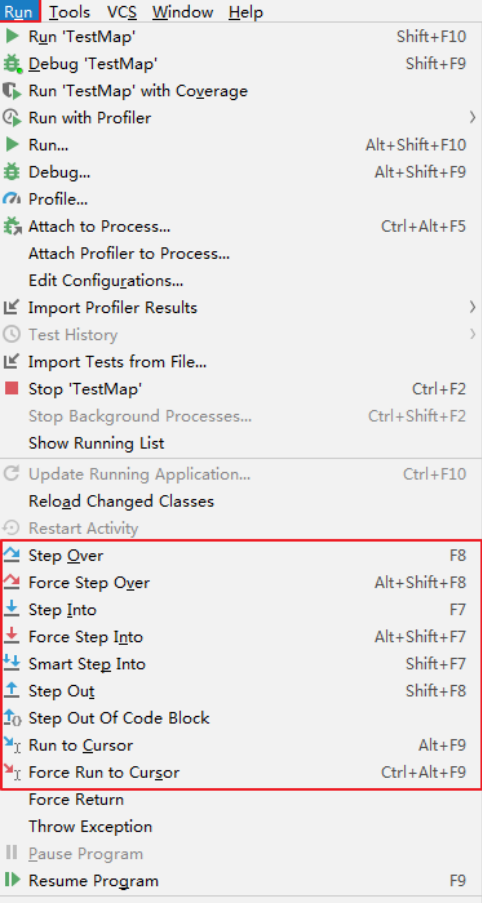 Run Tools VCS Window Help
Run 'TestMap' Shift+F10
Debug 'TestMap' Shift+F9
Run 'TestMap' with Coverage
Run with Profiler
Run... Alt+Shift+F10
Debug... Alt+Shift+F9
Profile...
Attach to Process... Ctrl+Alt+F5
Attach Profiler to Process...
Edit Configurations...
Import Profiler Results
Test History
Import Tests from File...
Stop 'TestMap' Ctrl+F2
Stop Background Processes... Ctrl+Shift+F2
Show Running List
Update Running Application... Ctrl+F10
Reload Changed Classes
Restart Activity
Step Over F8
Force Step Over Alt+Shift+F8
Step Into F7
Force Step Into Alt+Shift+F7
Smart Step Into Shift+F7
Step Out Shift+F8
Step Out Of Code Block
Run to Cursor Alt+F9
Force Run to Cursor Ctrl+Alt+F9
Force Return
Throw Exception
Pause Program
Resume Program F9